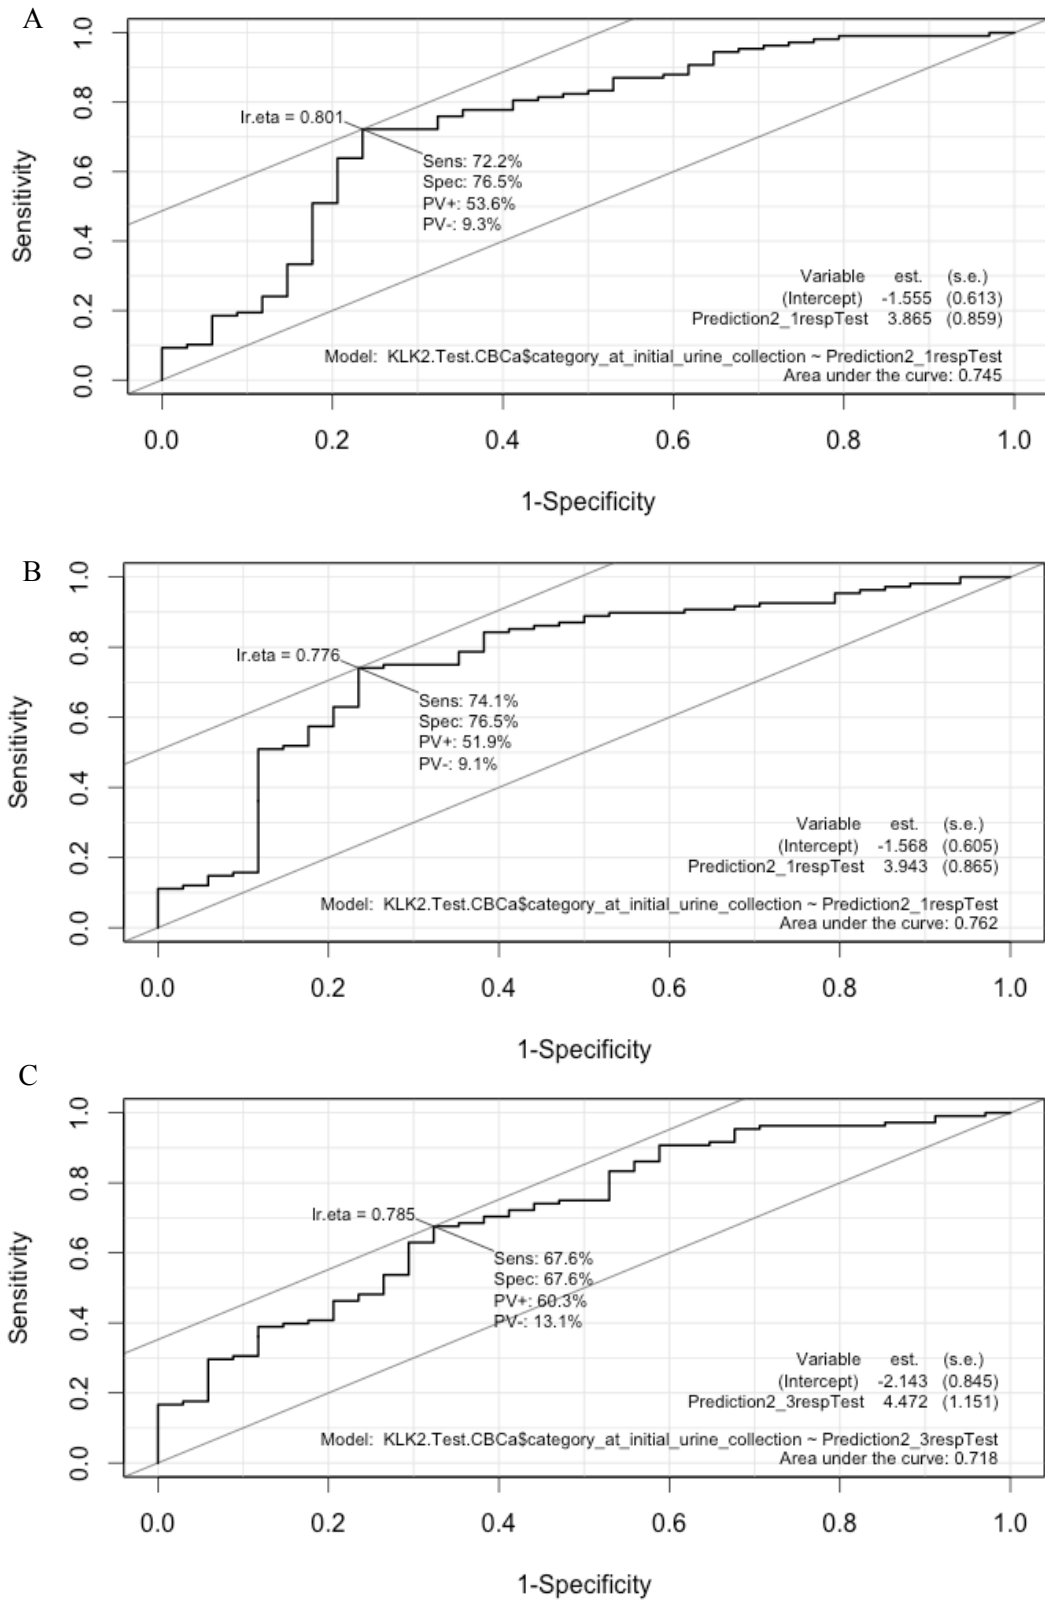 A
Sensitivity
0.0 0.2 0.4 0.6 0.8 1.0
lr.eta = 0.801
Sens: 72.2%
Spec: 76.5%
PV+: 53.6%
PV-: 9.3%
Variable est. (s.e.)
(Intercept) -1.555 (0.613)
Prediction2_1respTest 3.865 (0.859)
Model: KLK2.Test.CBCa$category_at_initial_urine_collection ~ Prediction2_1respTest
Area under the curve: 0.745
0.0 0.2 0.4 0.6 0.8 1.0
1-Specificity
B
Sensitivity
0.0 0.2 0.4 0.6 0.8 1.0
lr.eta = 0.776
Sens: 74.1%
Spec: 76.5%
PV+: 51.9%
PV-: 9.1%
Variable est. (s.e.)
(Intercept) -1.568 (0.605)
Prediction2_1respTest 3.943 (0.865)
Model: KLK2.Test.CBCa$category_at_initial_urine_collection ~ Prediction2_1respTest
Area under the curve: 0.762
0.0 0.2 0.4 0.6 0.8 1.0
1-Specificity
C
Sensitivity
0.0 0.2 0.4 0.6 0.8 1.0
lr.eta = 0.785
Sens: 67.6%
Spec: 67.6%
PV+: 60.3%
PV-: 13.1%
Variable est. (s.e.)
(Intercept) -2.143 (0.845)
Prediction2_3respTest 4.472 (1.151)
Model: KLK2.Test.CBCa$category_at_initial_urine_collection ~ Prediction2_3respTest
Area under the curve: 0.718
0.0 0.2 0.4 0.6 0.8 1.0
1-Specificity